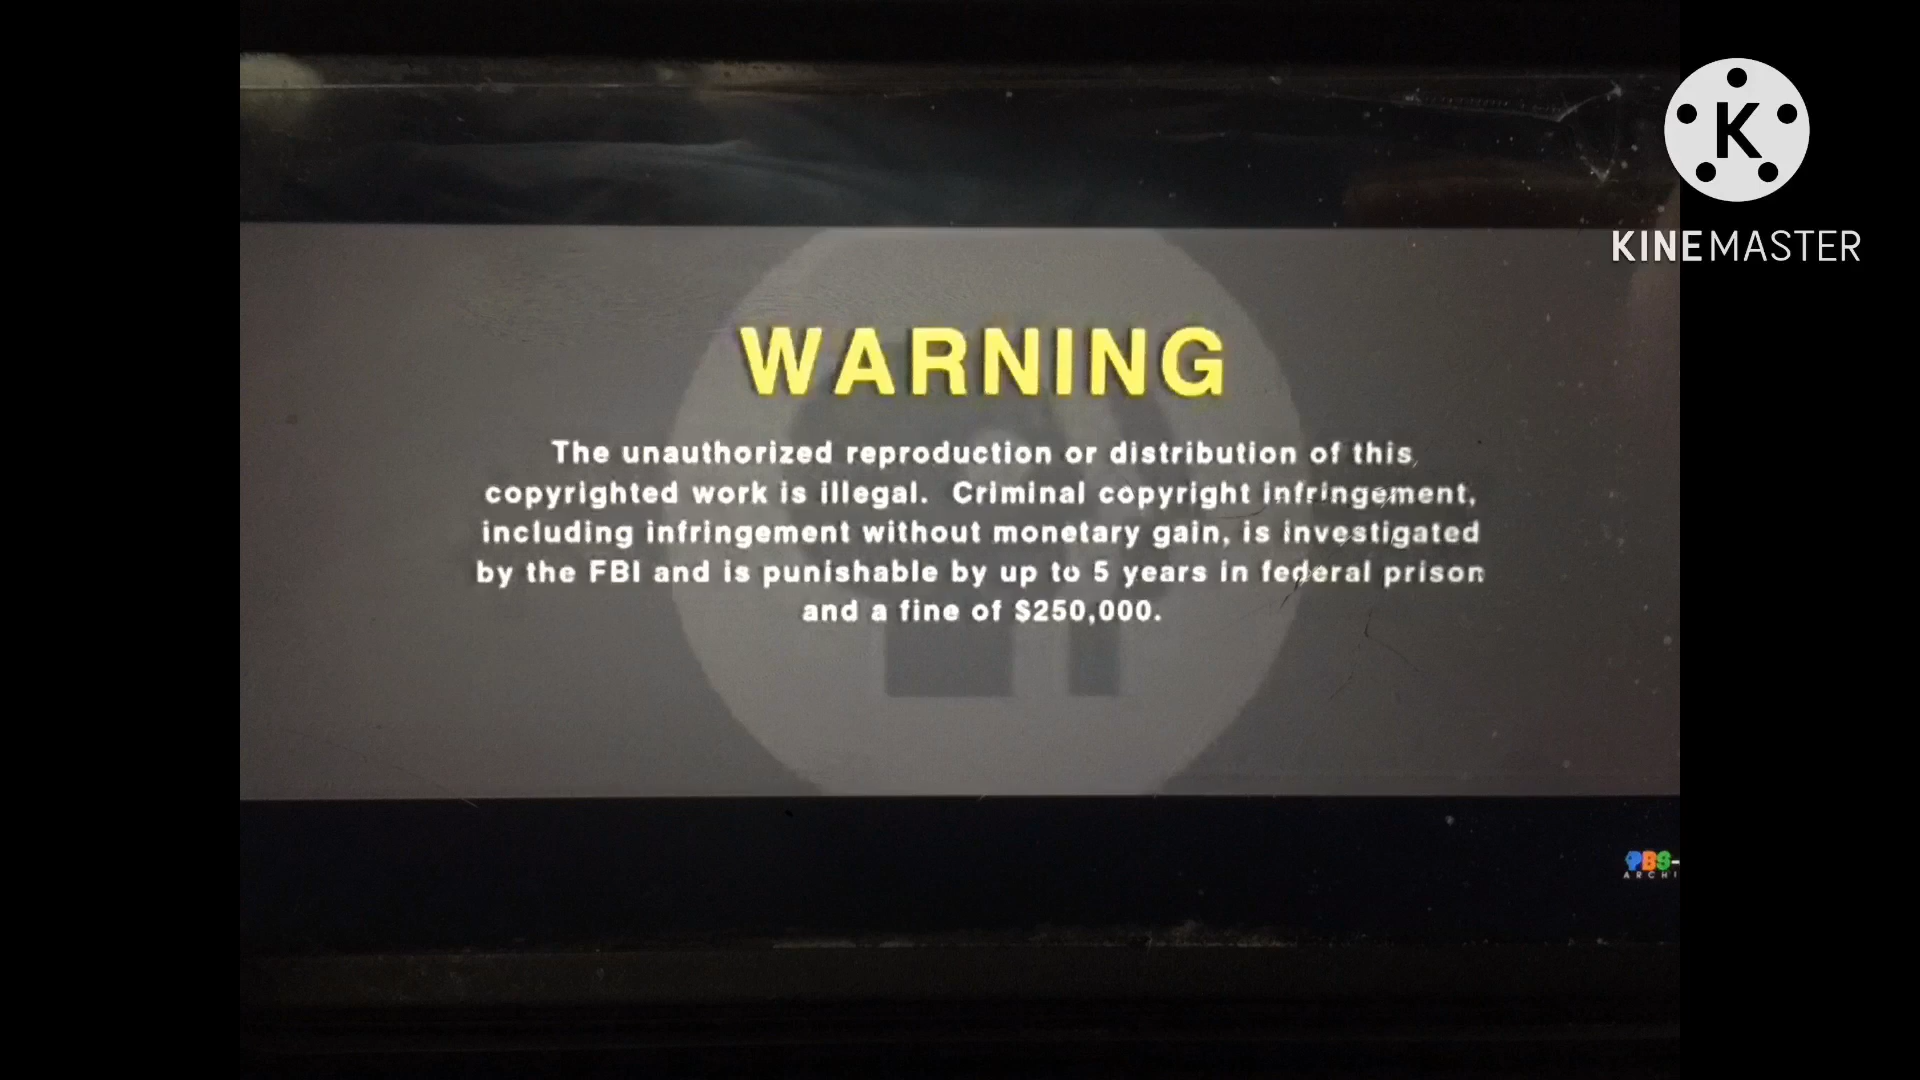 K
KINEMASTER
WARNING
The unauthorized reproduction or distribution of this
copyrighted work is illegal. Criminal copyright infringement,
including infringement without monetary gain, is investigated
by the FBI and is punishable by up to 5 years in federal prison
and a fine of $250,000.
PBS-
ARCHI